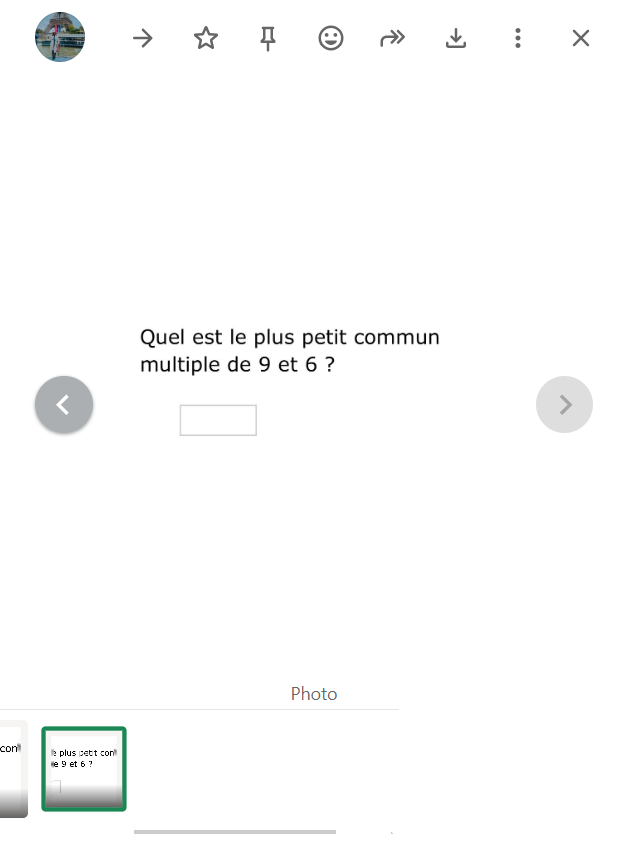 Quel est le plus petit commun
multiple de 9 et 6 ?
Photo
con
le plus petit con
de 9 et 6 ?